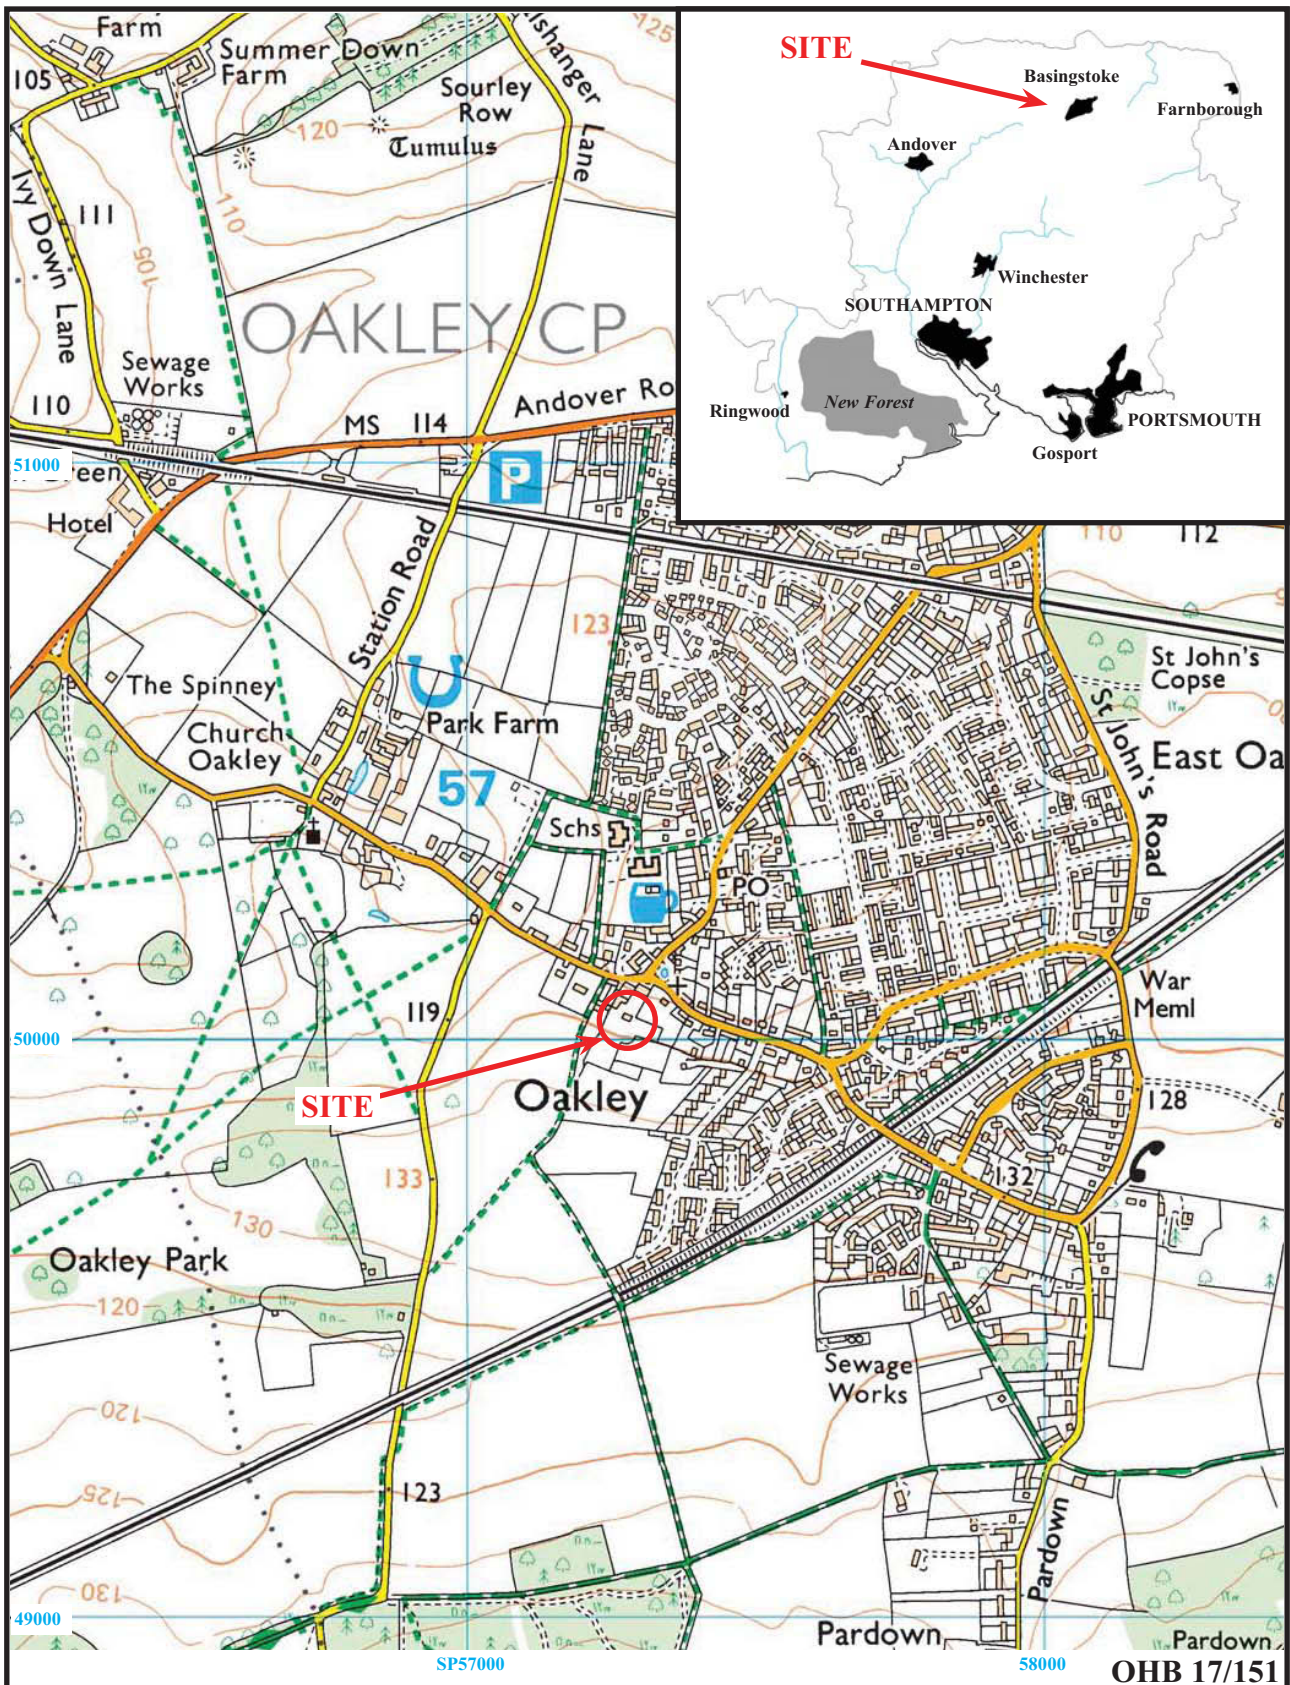 Farm
Summer Down
Farm
105
Sourley
Row
Lane
125
120
Tumulus
110
Ivy Down Lane
111
105
OAKLEY CP
Sewage
Works
110
MS
114
Andover Ro
51000
Green
Hotel
P
Station Road
123
The Spinney
Church
Oakley
Park Farm
57
Schs
PO
110
112
St John's
Copse
St John's Road
East Oa
War
Meml
119
50000
SITE
Oakley
128
133
132
130
Oakley Park
120
Sewage
Works
120
125
123
130
49000
Pardown
Pardown
Pardown
SP57000
58000
OHB 17/151
SITE
Basingstoke
Farnborough
Andover
Winchester
SOUTHAMPTON
Ringwood
New Forest
PORTSMOUTH
Gosport